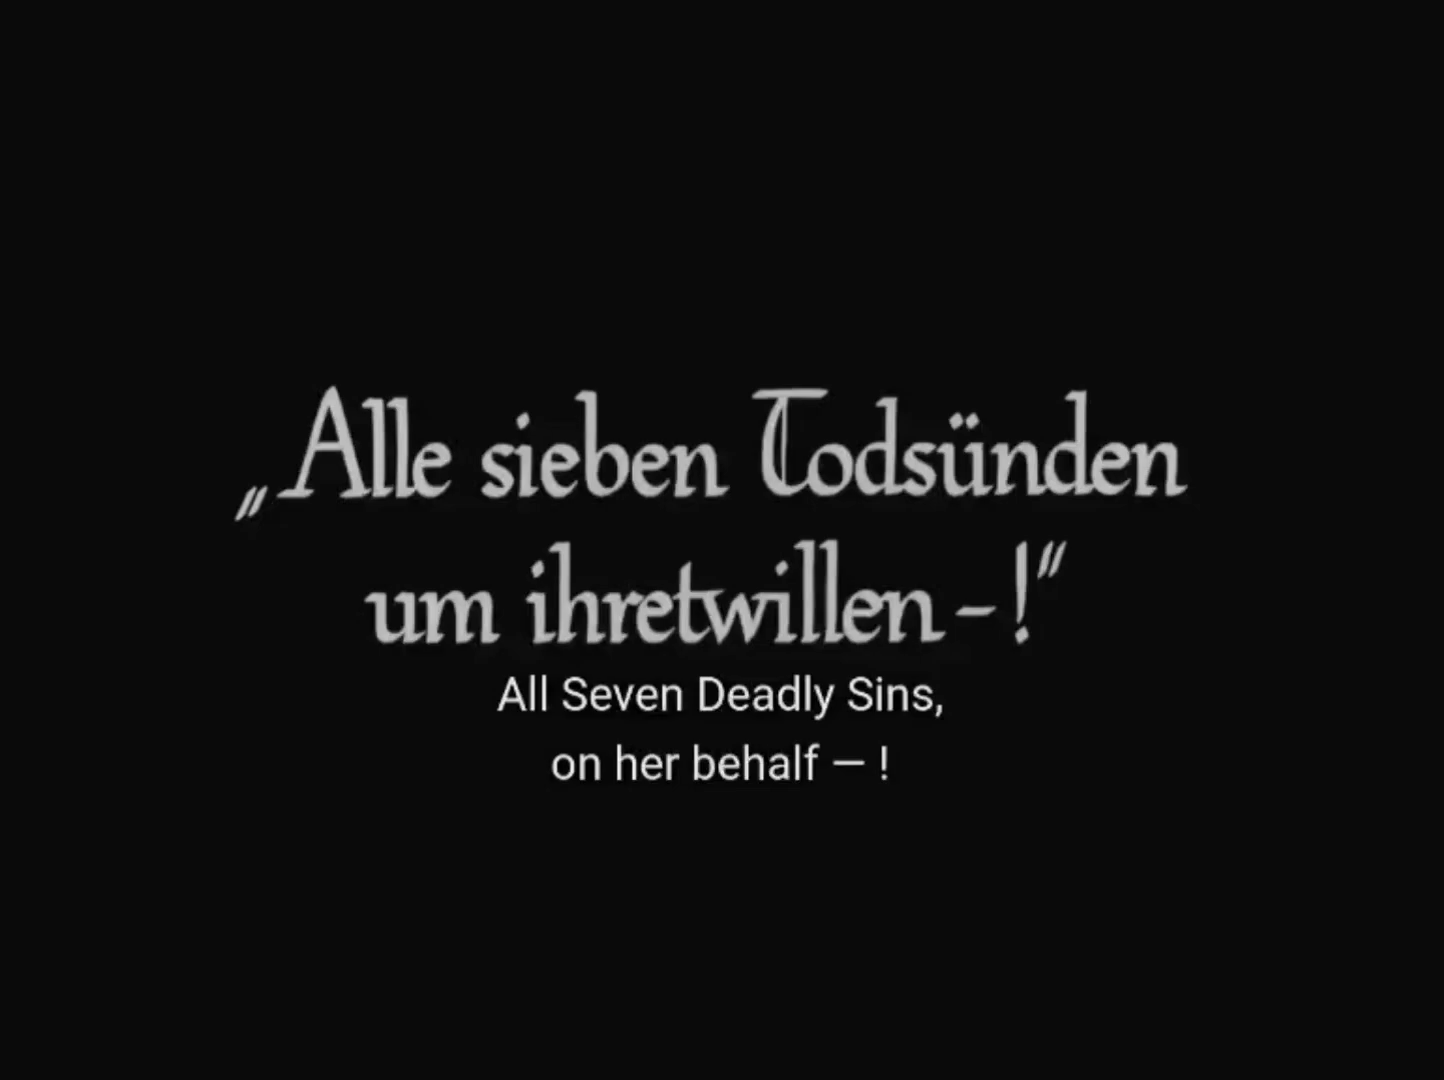 „Alle sieben Todsünden
um ihretwillen-!"
All Seven Deadly Sins,
on her behalf — !